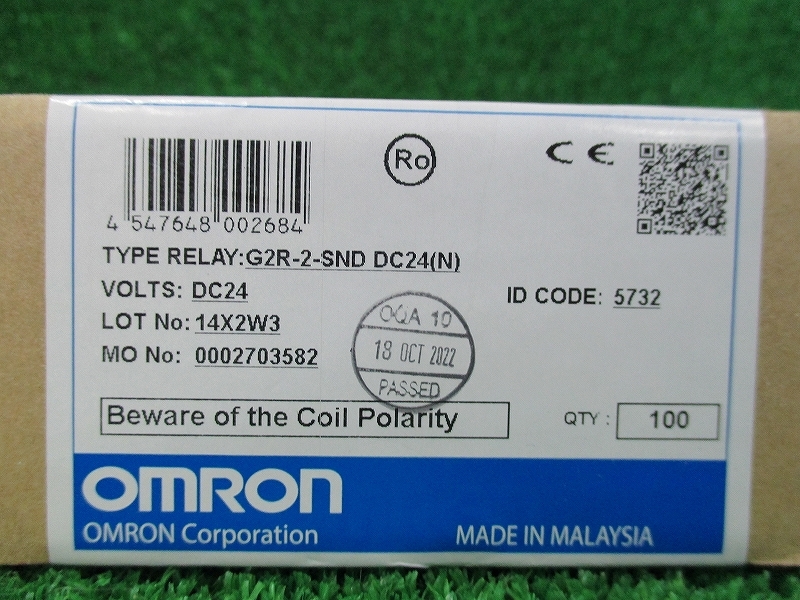 Ro
CE
4 547648 002684
TYPE RELAY:G2R-2-SND DC24(N)
VOLTS: DC24
ID CODE: 5732
LOT No: 14X2W3
MO No: 0002703582
OQA 10
18 OCT 2022
PASSED
Beware of the Coil Polarity
QTY : 100
OMRON
OMRON Corporation
MADE IN MALAYSIA